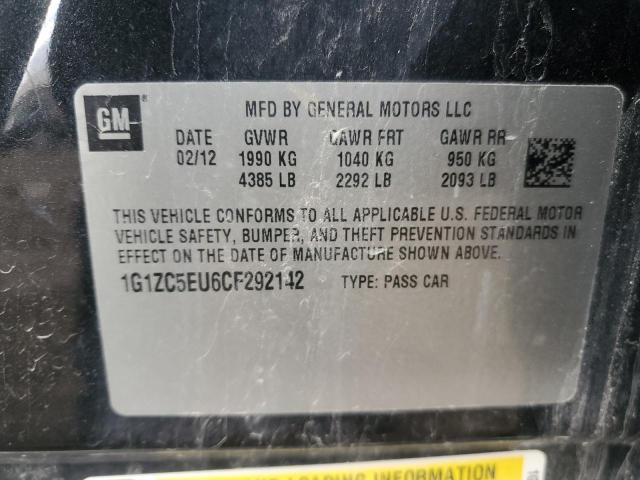 GM®
MFD BY GENERAL MOTORS LLC
DATE GVWR GAWR FRT GAWR RR
02/12 1990 KG 1040 KG 950 KG
4385 LB 2292 LB 2093 LB
THIS VEHICLE CONFORMS TO ALL APPLICABLE U.S. FEDERAL MOTOR
VEHICLE SAFETY, BUMPER, AND THEFT PREVENTION STANDARDS IN
EFFECT ON THE DATE OF MANUFACTURE SHOWN ABOVE.
1G1ZC5EU6CF292142 TYPE: PASS CAR
LOADING INFORMATION